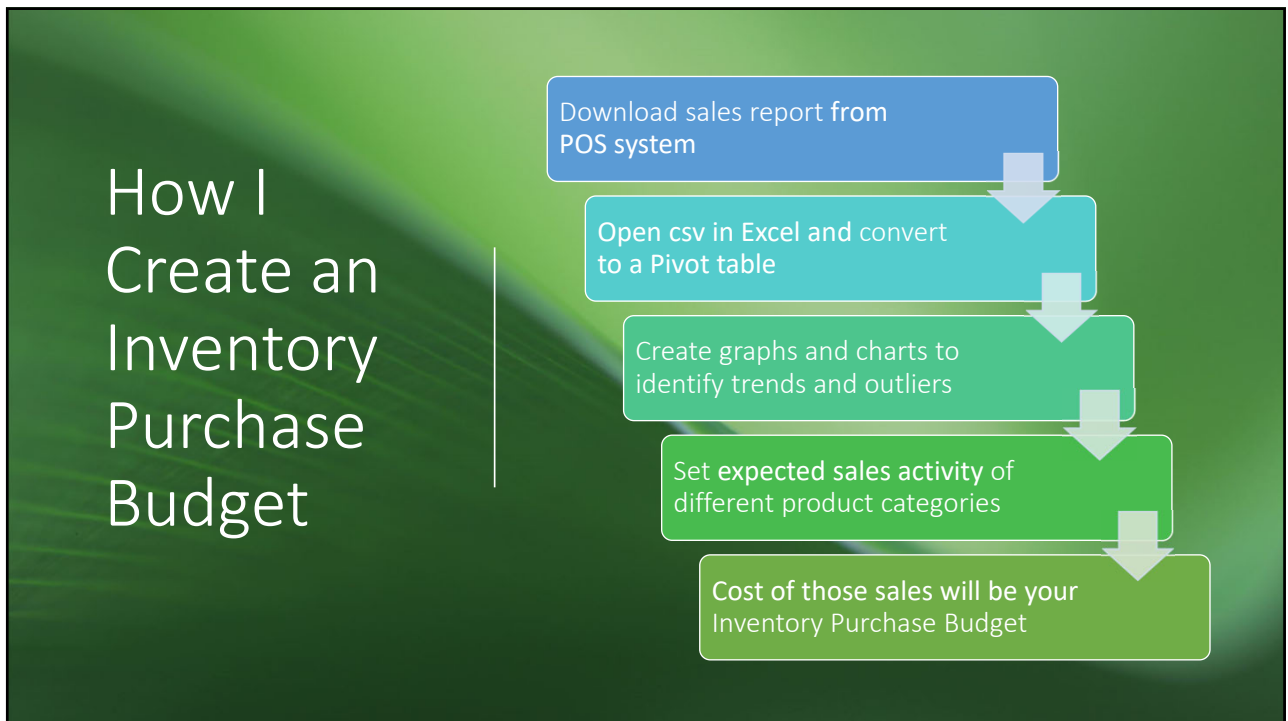 How I
Create an
Inventory
Purchase
Budget
Download sales report from
POS system
Open csv in Excel and convert
to a Pivot table
Create graphs and charts to
identify trends and outliers
Set expected sales activity of
different product categories
Cost of those sales will be your
Inventory Purchase Budget